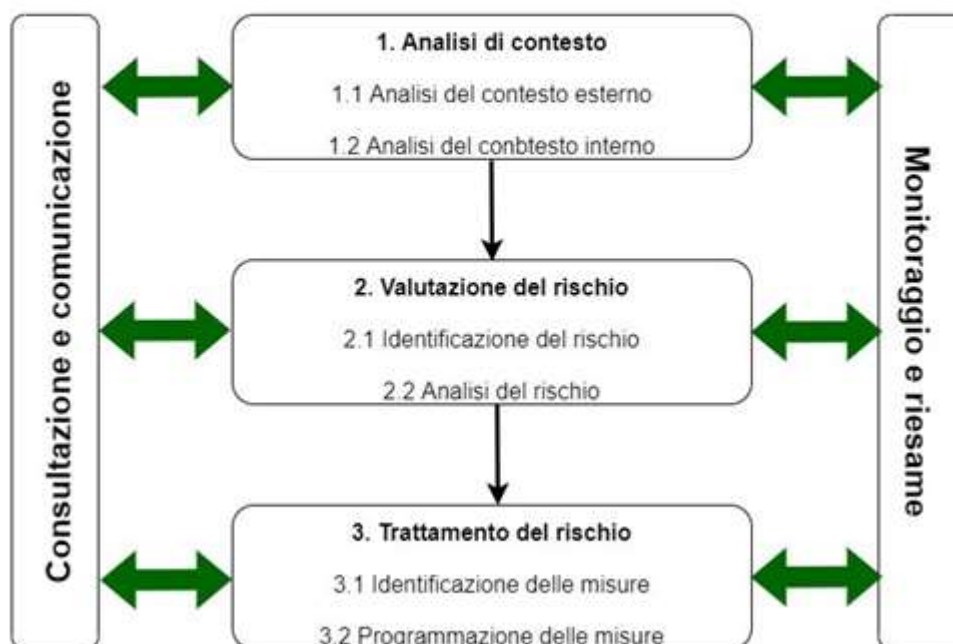 Consultazione e comunicazione
1. Analisi di contesto
1.1 Analisi del contesto esterno
1.2 Analisi del conbtesto interno
2. Valutazione del rischio
2.1 Identificazione del rischio
2.2 Analisi del rischio
3. Trattamento del rischio
3.1 Identificazione delle misure
3.2 Programmazione delle misure
Monitoraggio e riesame